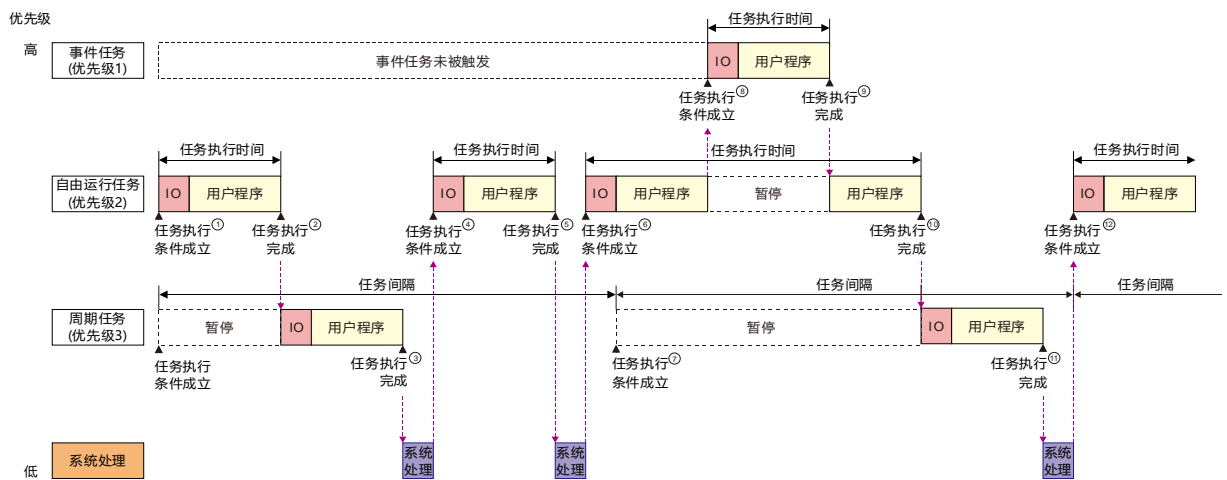 优先级
高
任务执行时间
事件任务
(优先级1)
事件任务未被触发
IO
用户程序
任务执行⑧
条件成立
任务执行⑨
完成
任务执行时间
任务执行时间
任务执行时间
任务执行时间
自由运行任务
(优先级2)
IO
用户程序
IO
用户程序
IO
用户程序
暂停
用户程序
IO
用户程序
任务执行①
条件成立
任务执行②
完成
任务执行④
条件成立
任务执行⑤
完成
任务执行⑥
条件成立
任务执行⑩
完成
任务执行⑫
条件成立
任务间隔
任务间隔
任务间隔
周期任务
(优先级3)
暂停
IO
用户程序
暂停
IO
用户程序
任务执行
条件成立
任务执行③
完成
任务执行⑦
条件成立
任务执行⑪
完成
低
系统处理
系统
处理
系统
处理
系统
处理